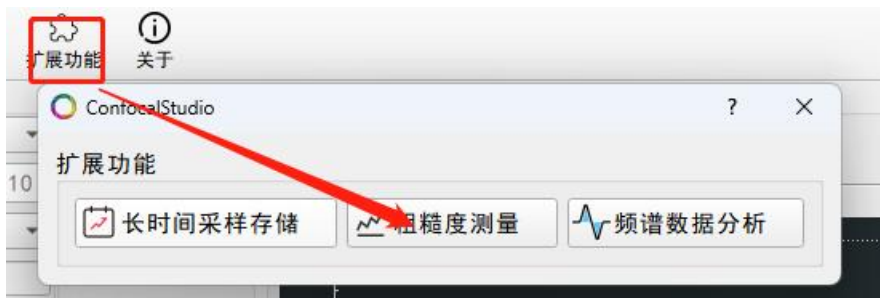 扩展功能 关于
ConfocalStudio ?
扩展功能
10
长时间采样存储 粗糙度测量 频谱数据分析